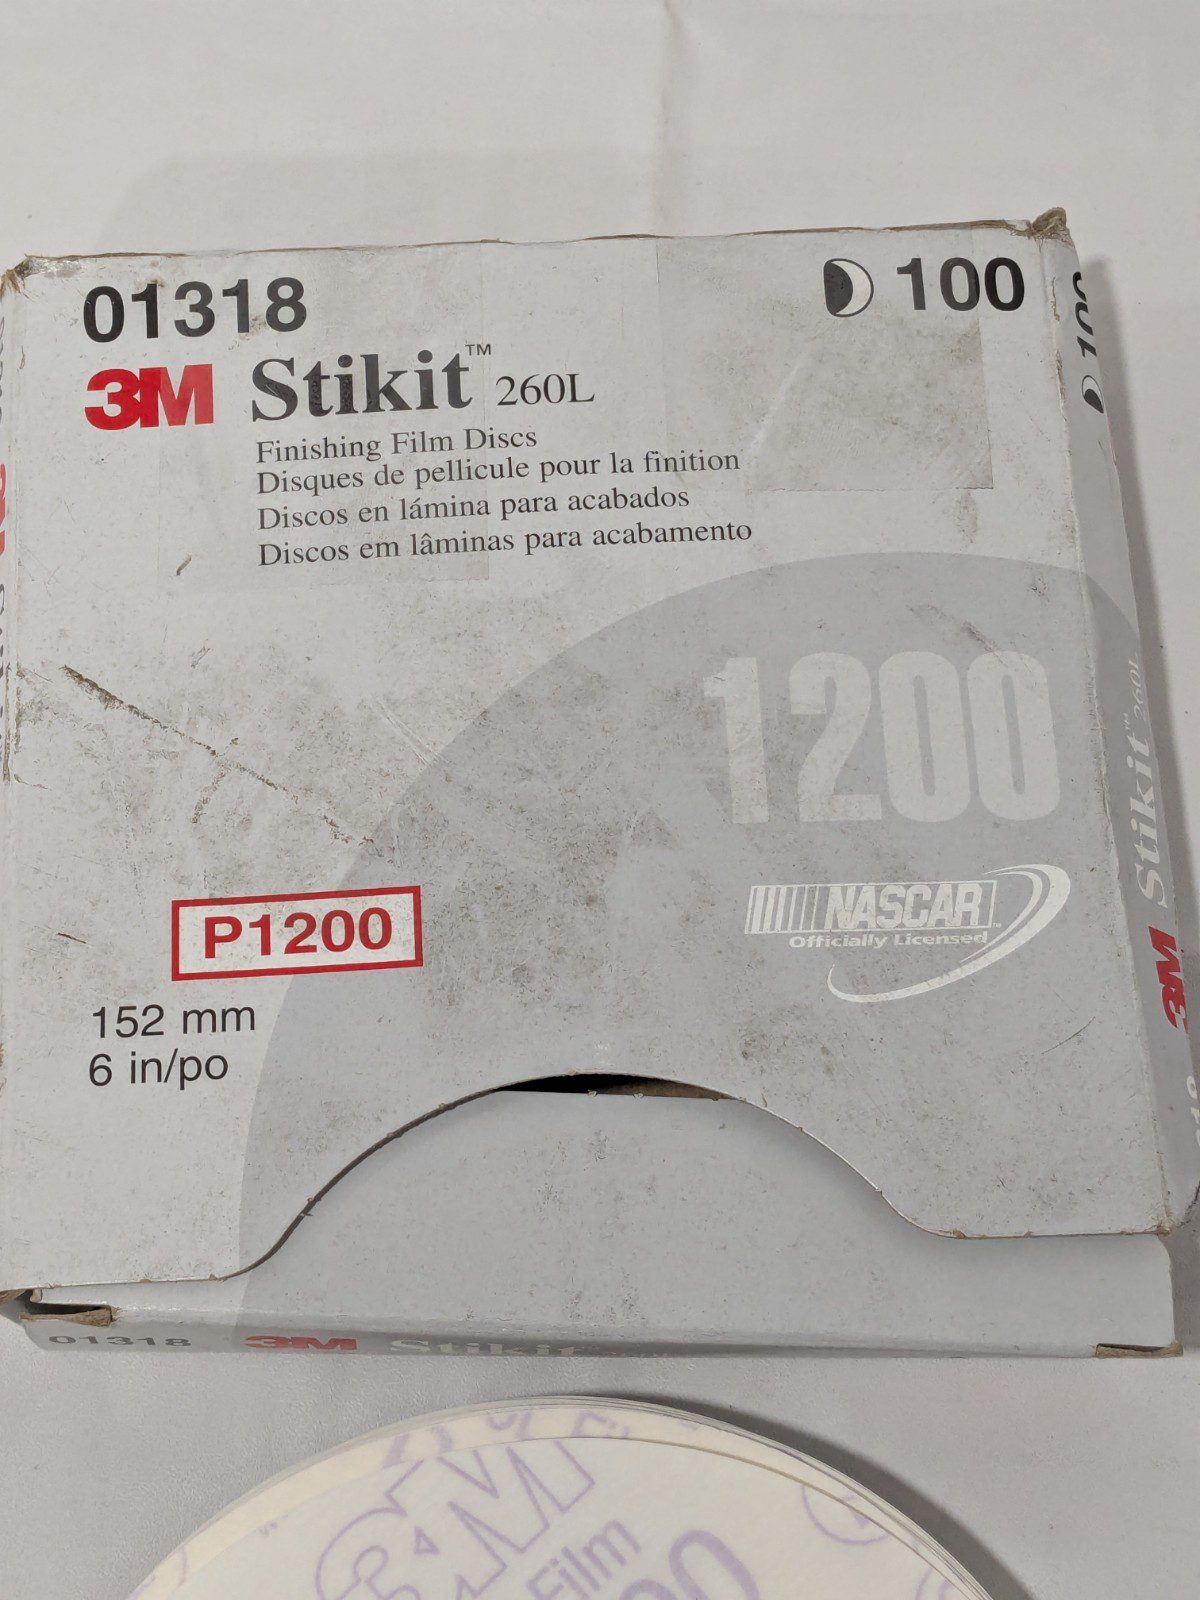 01318
100
3M Stikit™ 260L
Finishing Film Discs
Disques de pellicule pour la finition
Discos en lámina para acabados
Discos em lâminas para acabamento
1200
NASCAR
Officially Licensed
P1200
152 mm
6 in/po
100
3M Stikit™ 260L
01318 3M Stikit
3M
Film